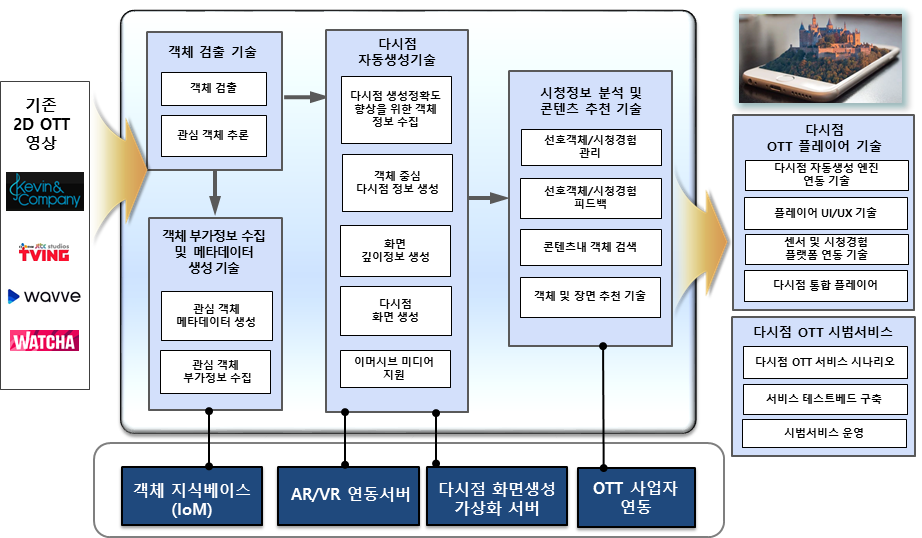 기존
2D OTT
영상
Kevin&
Company
JTBC studios
TVING
wavve
WATCHA
객체 검출 기술
객체 검출
관심 객체 추론
객체 부가정보 수집
및 메타데이터
생성 기술
관심 객체
메타데이터 생성
관심 객체
부가정보 수집
다시점
자동생성기술
다시점 생성정확도
향상을 위한 객체
정보 수집
객체 중심
다시점 정보 생성
화면
깊이정보 생성
다시점
화면 생성
이머시브 미디어
지원
시청정보 분석 및
콘텐츠 추천 기술
선호객체/시청경험
관리
선호객체/시청경험
피드백
콘텐츠내 객체 검색
객체 및 장면 추천 기술
다시점
OTT 플레이어 기술
다시점 자동생성 엔진
연동 기술
플레이어 UI/UX 기술
센서 및 시청경험
플랫폼 연동 기술
다시점 통합 플레이어
다시점 OTT 시범서비스
다시점 OTT 서비스 시나리오
서비스 테스트베드 구축
시범서비스 운영
객체 지식베이스
(IoM)
AR/VR 연동서버
다시점 화면생성
가상화 서버
OTT 사업자
연동